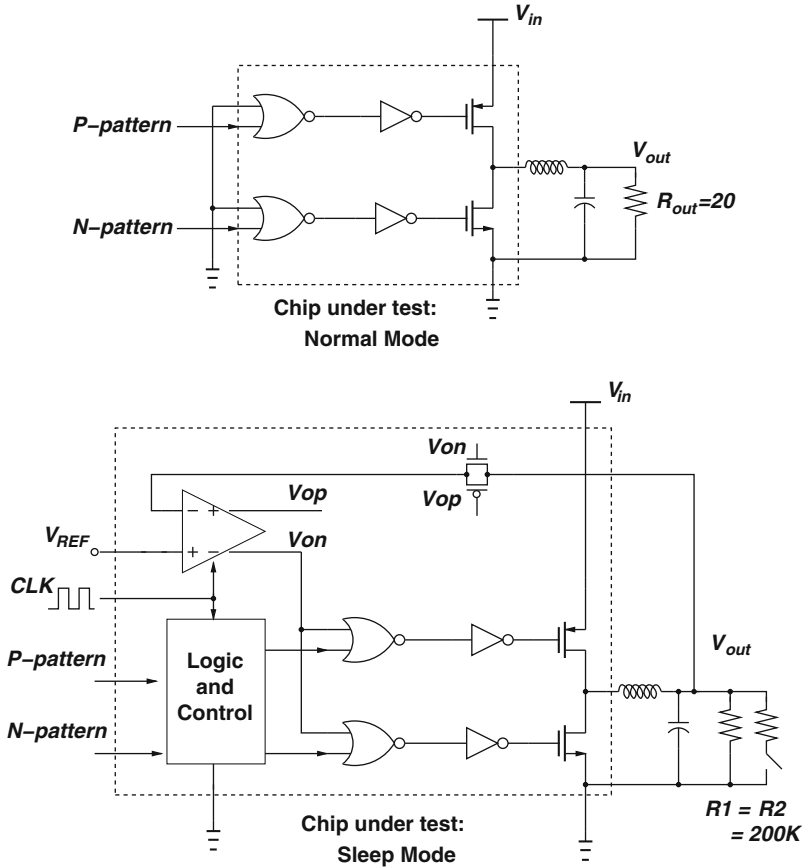 V_in
P−pattern
V_out
N−pattern
R_out=20
Chip under test:
Normal Mode
V_in
Von
Vop
− +
Vop
V_REF
+ −
Von
CLK
P−pattern
Logic
and
Control
V_out
N−pattern
R1 = R2
= 200K
Chip under test:
Sleep Mode